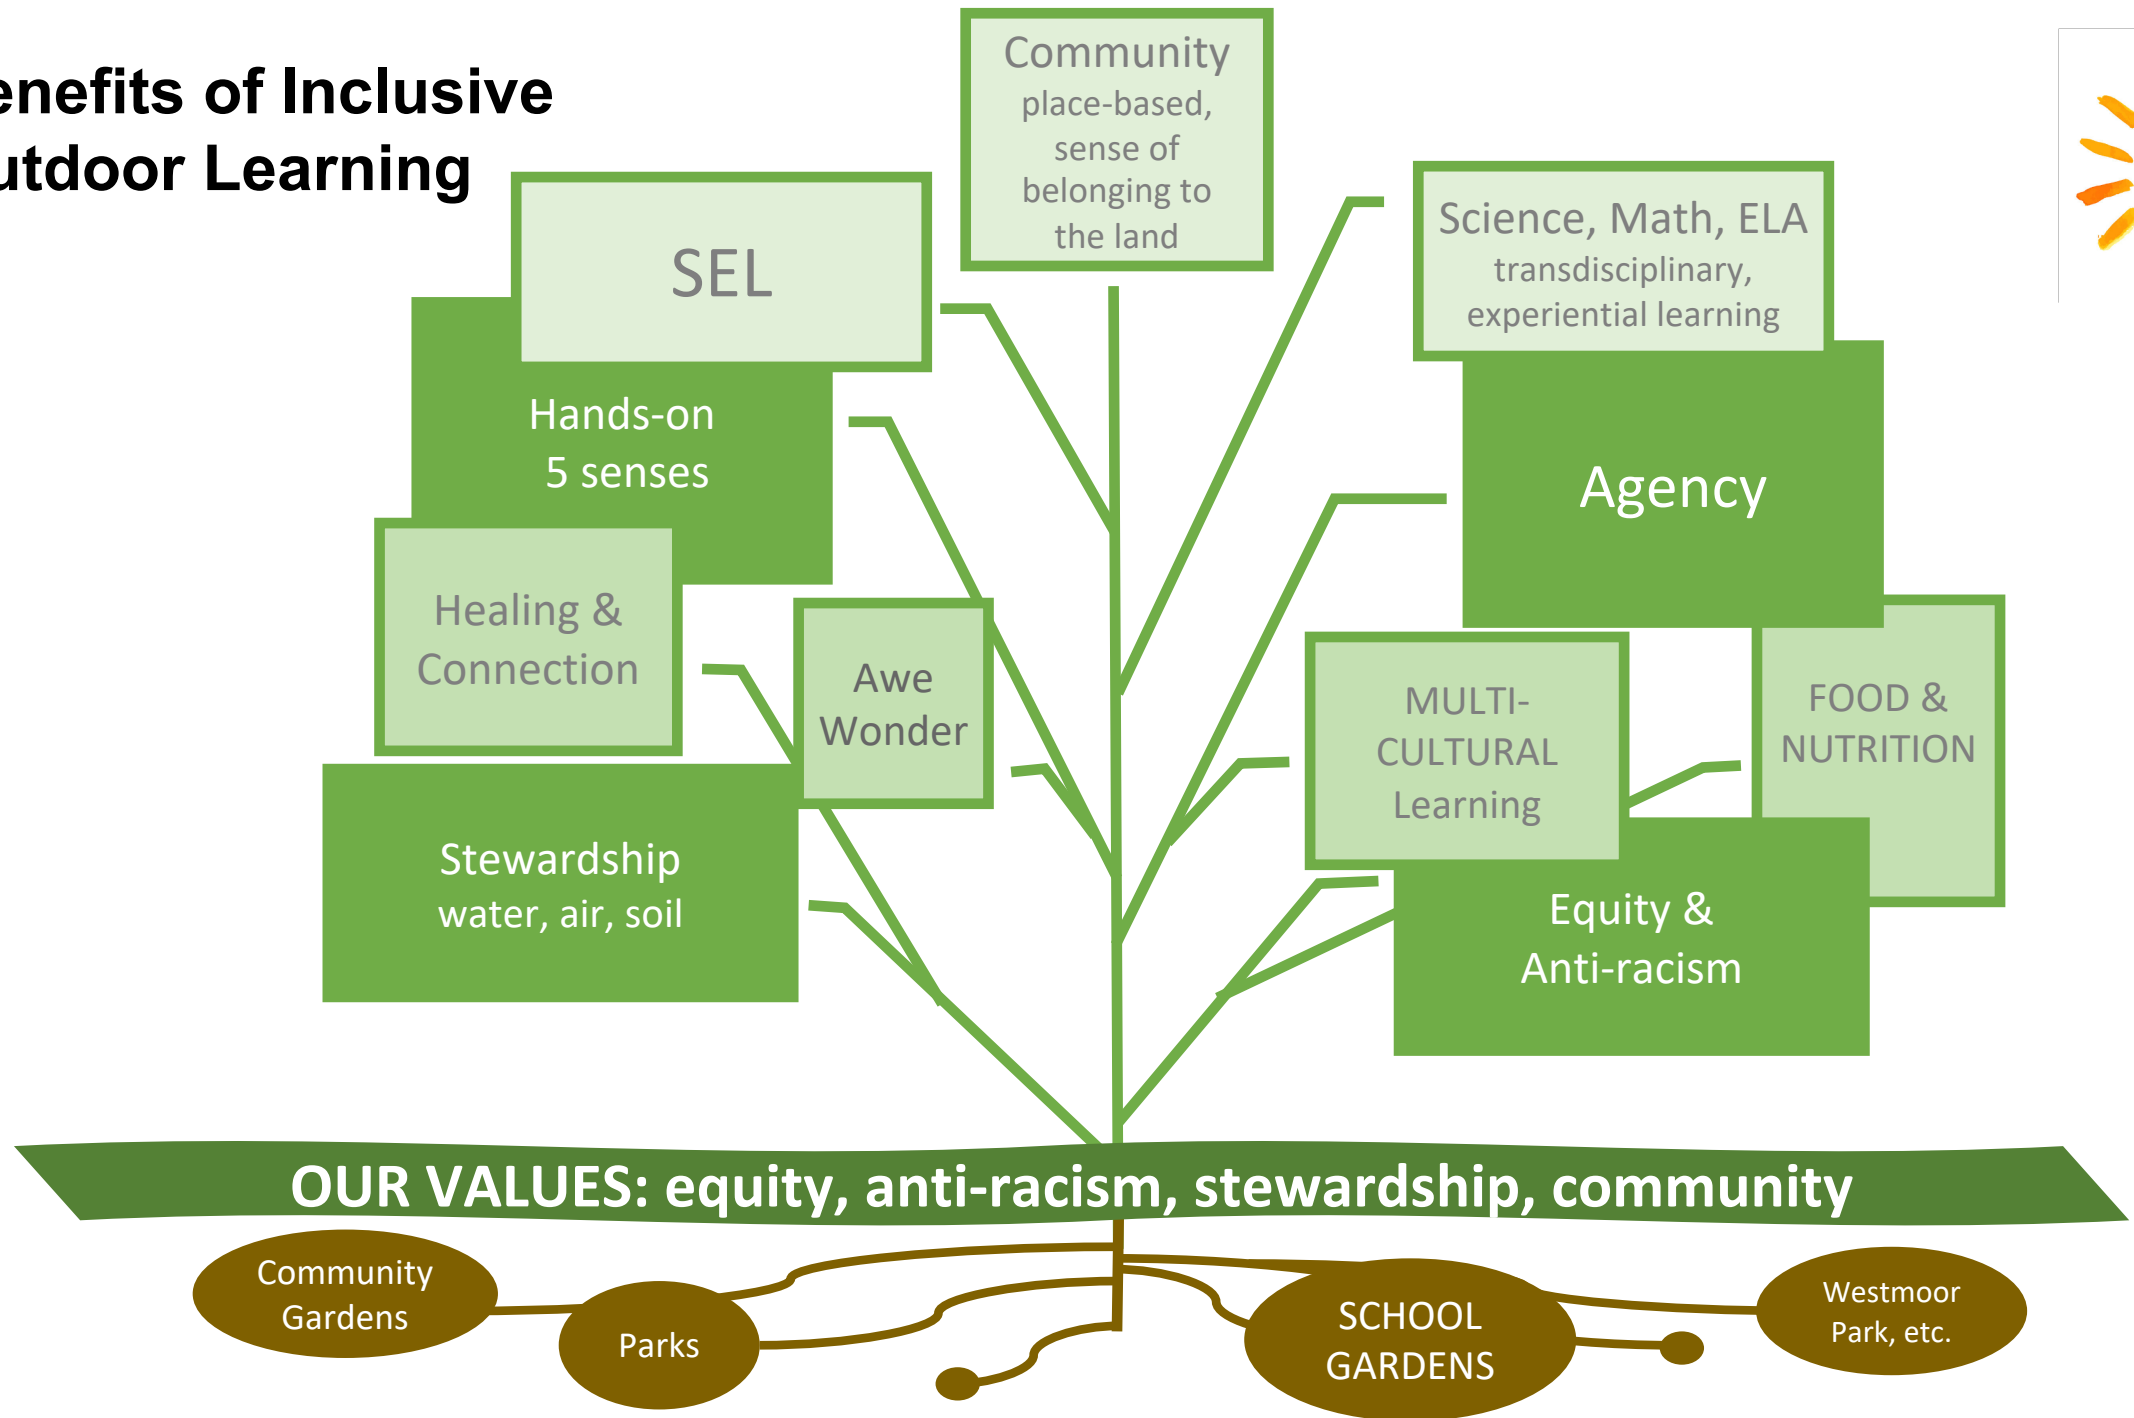 enefits of Inclusive
utdoor Learning
Community
place-based,
sense of
belonging to
the land
SEL
Science, Math, ELA
transdisciplinary,
experiential learning
Hands-on
5 senses
Agency
Healing &
Connection
Awe
Wonder
MULTI-
CULTURAL
Learning
FOOD &
NUTRITION
Stewardship
water, air, soil
Equity &
Anti-racism
OUR VALUES: equity, anti-racism, stewardship, community
Community
Gardens
Parks
SCHOOL
GARDENS
Westmoor
Park, etc.